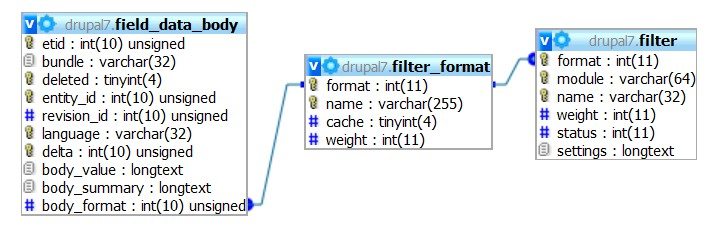 v drupal7.field_data_body
etid : int(10) unsigned
bundle : varchar(32)
deleted : tinyint(4)
entity_id : int(10) unsigned
# revision_id : int(10) unsigned
language : varchar(32)
delta : int(10) unsigned
body_value : longtext
body_summary : longtext
# body_format : int(10) unsigned
v drupal7.filter_format
format : int(11)
name : varchar(255)
# cache : tinyint(4)
# weight : int(11)
v drupal7.filter
format : int(11)
module : varchar(64)
name : varchar(32)
# weight : int(11)
# status : int(11)
settings : longtext